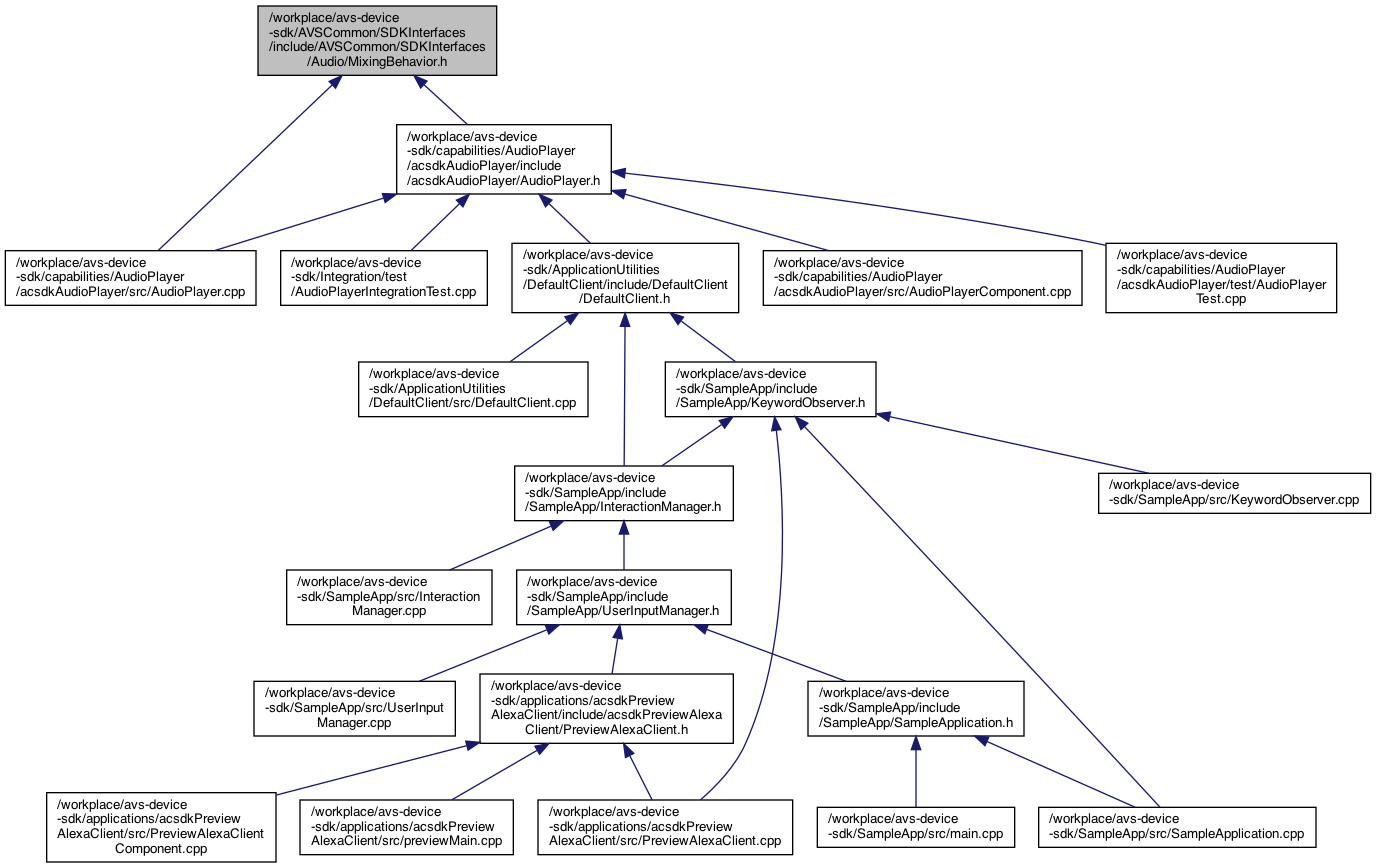 /workplace/avs-device
-sdk/AVSCommon/SDKInterfaces
/include/AVSCommon/SDKInterfaces
/Audio/MixingBehavior.h
/workplace/avs-device
-sdk/capabilities/AudioPlayer
/acsdkAudioPlayer/include
/acsdkAudioPlayer/AudioPlayer.h
/workplace/avs-device
-sdk/capabilities/AudioPlayer
/acsdkAudioPlayer/src/AudioPlayer.cpp
/workplace/avs-device
-sdk/Integration/test
/AudioPlayerIntegrationTest.cpp
/workplace/avs-device
-sdk/ApplicationUtilities
/DefaultClient/include/DefaultClient
/DefaultClient.h
/workplace/avs-device
-sdk/capabilities/AudioPlayer
/acsdkAudioPlayer/src/AudioPlayerComponent.cpp
/workplace/avs-device
-sdk/capabilities/AudioPlayer
/acsdkAudioPlayer/test/AudioPlayer
Test.cpp
/workplace/avs-device
-sdk/ApplicationUtilities
/DefaultClient/src/DefaultClient.cpp
/workplace/avs-device
-sdk/SampleApp/include
/SampleApp/KeywordObserver.h
/workplace/avs-device
-sdk/SampleApp/include
/SampleApp/InteractionManager.h
/workplace/avs-device
-sdk/SampleApp/src/KeywordObserver.cpp
/workplace/avs-device
-sdk/SampleApp/src/Interaction
Manager.cpp
/workplace/avs-device
-sdk/SampleApp/include
/SampleApp/UserInputManager.h
/workplace/avs-device
-sdk/SampleApp/src/UserInput
Manager.cpp
/workplace/avs-device
-sdk/applications/acsdkPreview
AlexaClient/include/acsdkPreviewAlexa
Client/PreviewAlexaClient.h
/workplace/avs-device
-sdk/SampleApp/include
/SampleApp/SampleApplication.h
/workplace/avs-device
-sdk/applications/acsdkPreview
AlexaClient/src/PreviewAlexaClient
Component.cpp
/workplace/avs-device
-sdk/applications/acsdkPreview
AlexaClient/src/previewMain.cpp
/workplace/avs-device
-sdk/applications/acsdkPreview
AlexaClient/src/PreviewAlexaClient.cpp
/workplace/avs-device
-sdk/SampleApp/src/main.cpp
/workplace/avs-device
-sdk/SampleApp/src/SampleApplication.cpp